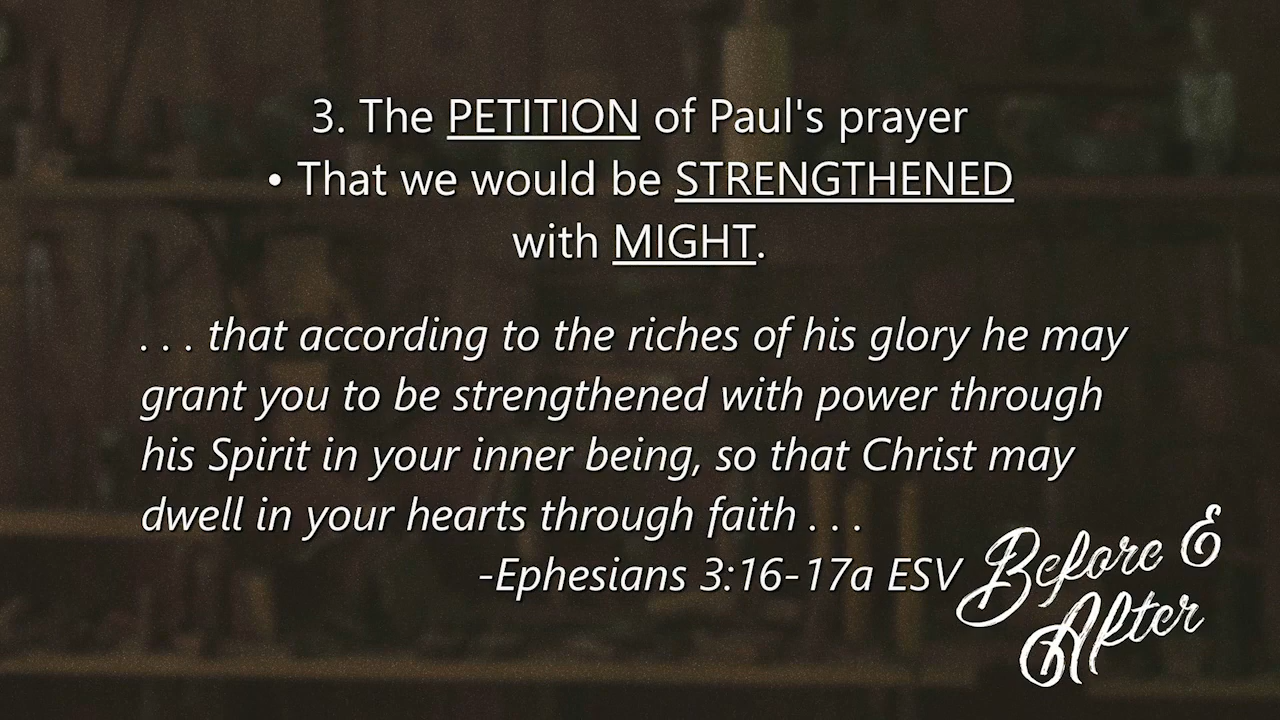 3. The PETITION of Paul's prayer
• That we would be STRENGTHENED
with MIGHT.
. . . that according to the riches of his glory he may
grant you to be strengthened with power through
his Spirit in your inner being, so that Christ may
dwell in your hearts through faith . . .
-Ephesians 3:16-17a ESV
Before &
After